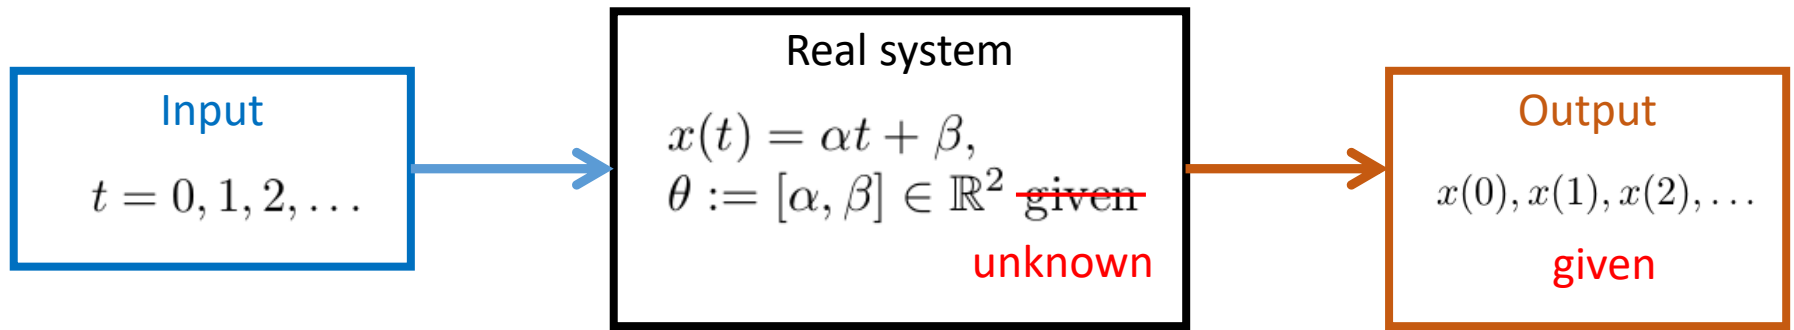 Input
t = 0, 1, 2, . . .
Real system
x(t) = αt + β,
θ := [α, β] ∈ ℝ² given
unknown
Output
x(0), x(1), x(2), . . .
given